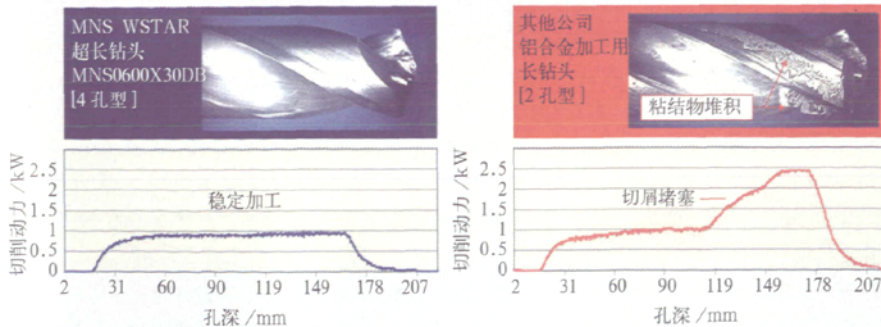 MNS WSTAR
超长钻头
MNS0600X30DB
[4 孔型]
其他公司
铝合金加工用
长钻头
[2 孔型]
粘结物堆积
切削动力 /kW
2.5
2
1.5
1
0.5
0
稳定加工
2 31 60 90 119 149 178 207
孔深 /mm
切削动力 /kW
2.5
2
1.5
1
0.5
0
切屑堵塞
2 31 60 90 119 149 178 207
孔深 /mm